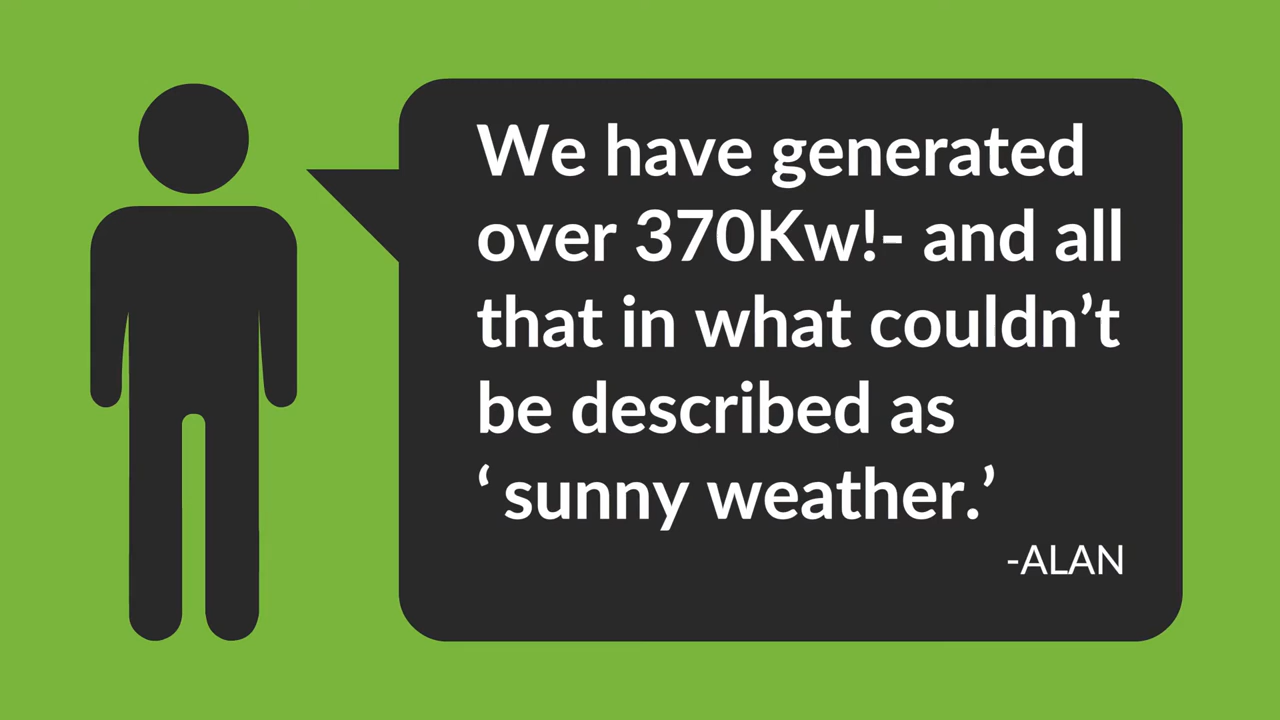 We have generated
over 370Kw!- and all
that in what couldn’t
be described as
‘sunny weather.’
-ALAN